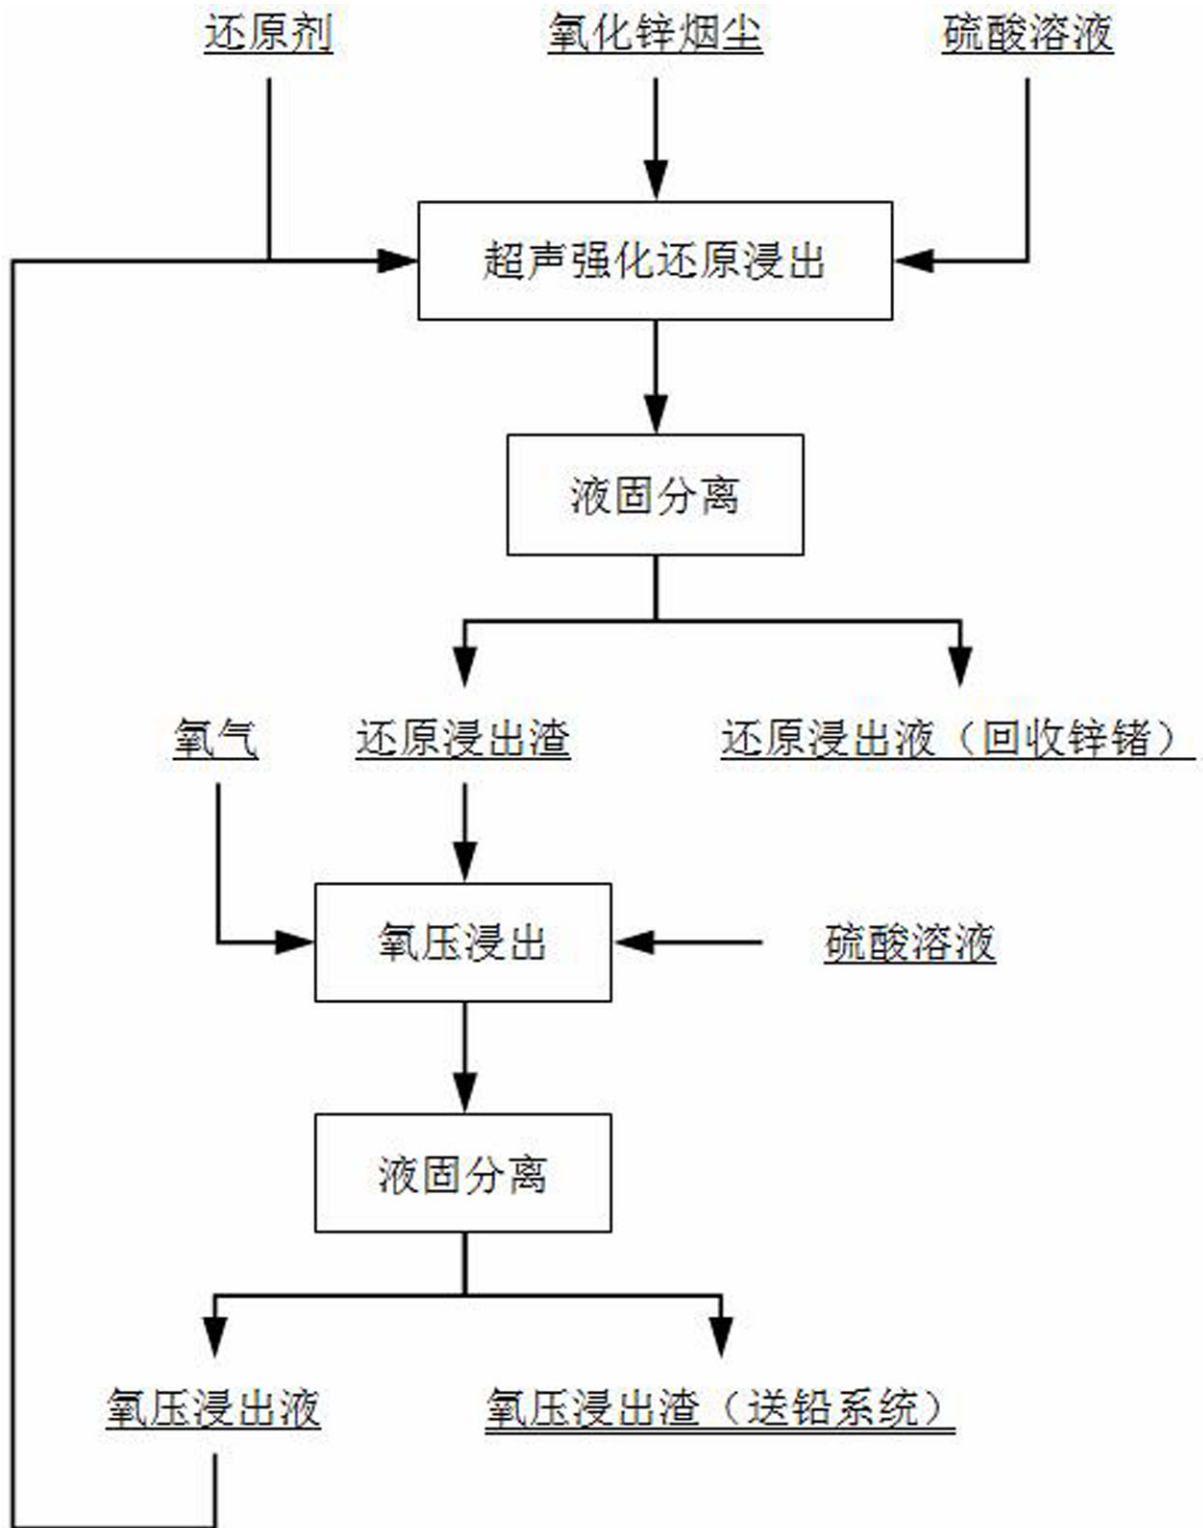 还原剂
氧化锌烟尘
硫酸溶液
超声强化还原浸出
液固分离
氧气
还原浸出渣
还原浸出液（回收锌锗）
氧压浸出
硫酸溶液
液固分离
氧压浸出液
氧压浸出渣（送铅系统）